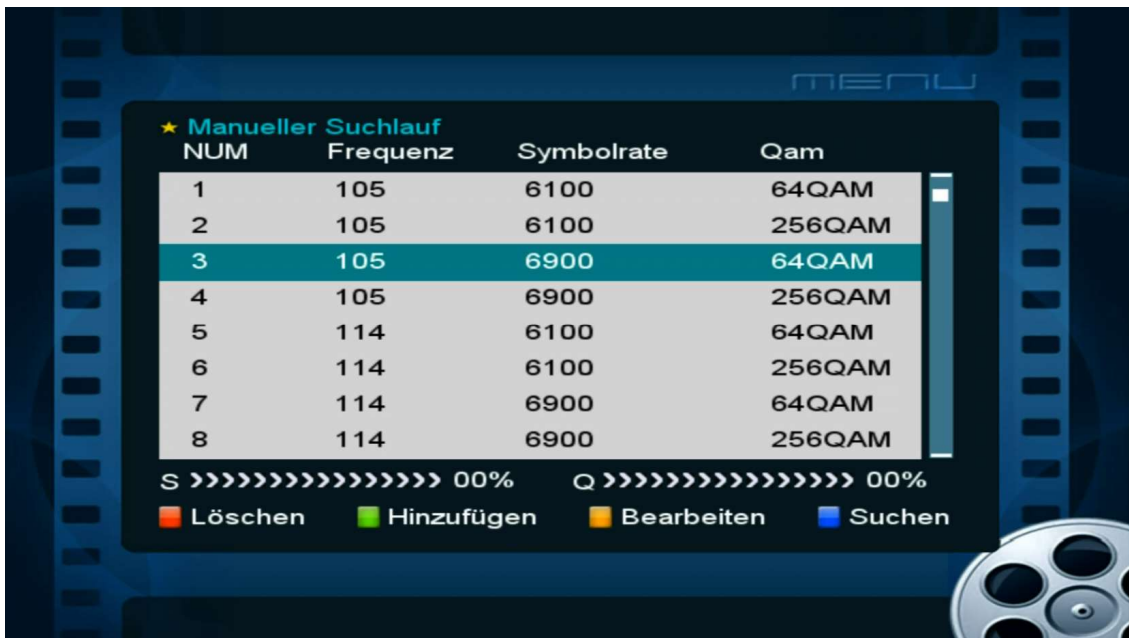 MENU
★ Manueller Suchlauf
NUM Frequenz Symbolrate Qam
1 105 6100 64QAM
2 105 6100 256QAM
3 105 6900 64QAM
4 105 6900 256QAM
5 114 6100 64QAM
6 114 6100 256QAM
7 114 6900 64QAM
8 114 6900 256QAM
S 00% Q 00%
Löschen Hinzufügen Bearbeiten Suchen